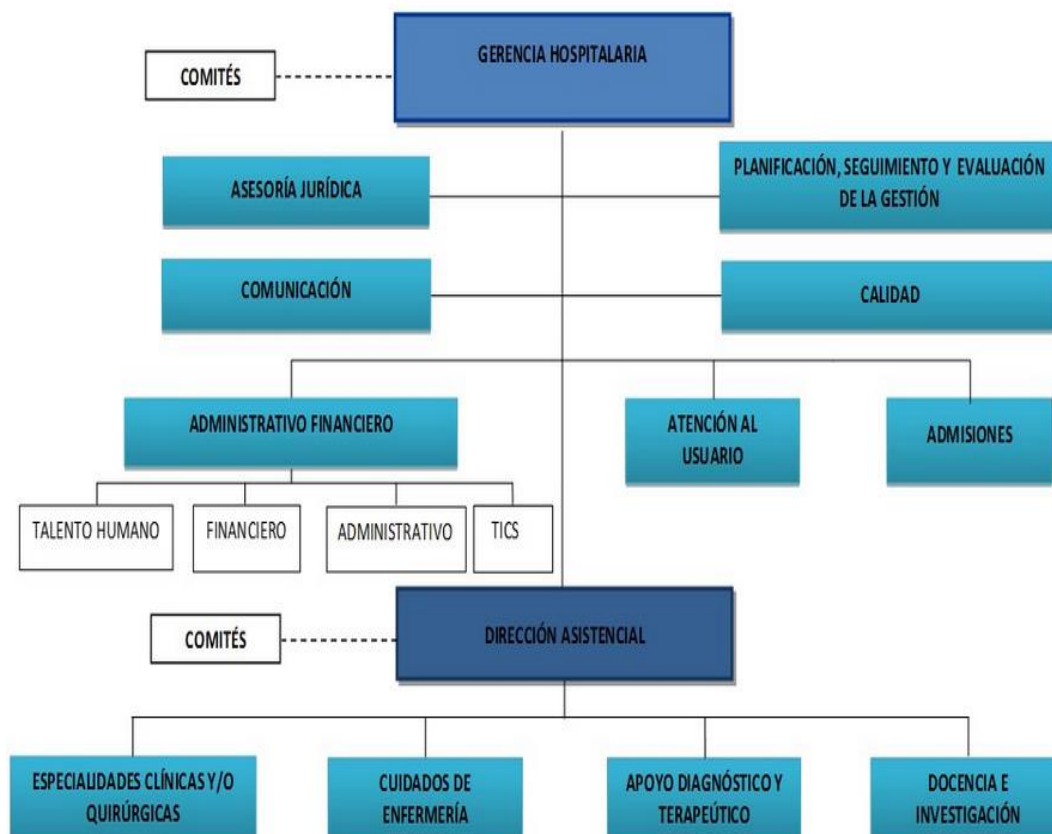 GERENCIA HOSPITALARIA
COMITÉS
ASESORÍA JURÍDICA
PLANIFICACIÓN, SEGUIMIENTO Y EVALUACIÓN
DE LA GESTIÓN
COMUNICACIÓN
CALIDAD
ADMINISTRATIVO FINANCIERO
ATENCIÓN AL
USUARIO
ADMISIONES
TALENTO HUMANO
FINANCIERO
ADMINISTRATIVO
TICS
COMITÉS
DIRECCIÓN ASISTENCIAL
ESPECIALIDADES CLÍNICAS Y/O
QUIRÚRGICAS
CUIDADOS DE
ENFERMERÍA
APOYO DIAGNÓSTICO Y
TERAPEÚTICO
DOCENCIA E
INVESTIGACIÓN